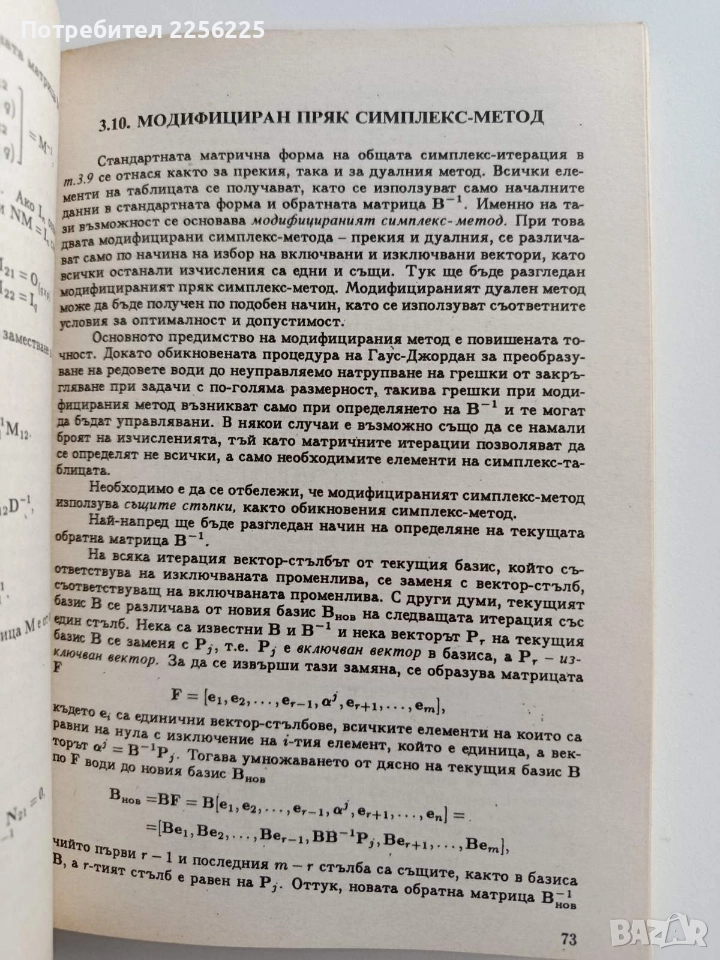 Потребител 2256225
3.10. МОДИФИЦИРАН ПРЯК СИМПЛЕКС-МЕТОД
Стандартната матрична форма на общата симплекс-итерация в
т.3.9 се отнася както за прекия, така и за дуалния метод. Всички еле-
менти на таблицата се получават, като се използуват само началните
данни в стандартната форма и обратната матрица B⁻¹. Именно на та-
зи възможност се основава модифицираният симплекс-метод. При това
двата модифицирани симплекс-метода – прекия и дуалния, се различа-
ват само по начина на избор на включвани и изключвани вектори, като
всички останали изчисления са едни и същи. Тук ще бъде разгледан
модифицираният пряк симплекс-метод. Модифицираният дуален метод
може да бъде получен по подобен начин, като се използуват съответните
условия за оптималност и допустимост.
Основното предимство на модифицирания метод е повишената то-
чност. Докато обикновената процедура на Гаус-Джордан за преобразу-
ване на редовете води до неуправляемо натрупване на грешки от закръ-
гляване при задачи с по-голяма размерност, такива грешки при моди-
фицирания метод възникват само при определянето на B⁻¹ и те могат
да бъдат управлявани. В някои случаи е възможно също да се намали
броят на изчисленията, тъй като матричните итерации позволяват да
се определят не всички, а само необходимите елементи на симплекс-та-
блицата.
Необходимо е да се отбележи, че модифицираният симплекс-метод
използува същите стъпки, както обикновения симплекс-метод.
Най-напред ще бъде разгледан начин на определяне на текущата
обратна матрица B⁻¹.
На всяка итерация вектор-стълбът от текущия базис, който съ-
ответствува на изключваната променлива, се заменя с вектор-стълб,
съответствуващ на включваната променлива. С други думи, текущият
базис B се различава от новия базис Bнов на следващата итерация със
един стълб. Нека са известни B и B⁻¹ и нека векторът Pr на текущия
базис B се заменя с Pj, т.е. Pj е включван вектор в базиса, а Pr – из-
ключван вектор. За да се извърши тази замяна, се образува матрицата
F
F = [e₁, e₂, ..., er−1, αʲ, er+1, ..., em],
където ei са единични вектор-стълбове, всичките елементи на които са
равни на нула с изключение на i-тия елемент, който е единица, а век-
торът αʲ = B⁻¹Pj. Тогава умножаването от дясно на текущия базис B
по F води до новия базис Bнов
Bнов =BF = B[e₁, e₂, ..., er−1, αʲ, er+1, ..., en] =
=[Be₁, Be₂, ..., Ber−1, BB⁻¹Pj, Ber+1, ..., Bem],
чийто първи r − 1 и последния m − r стълба са същите, както в базиса
B, а r-тият стълб е равен на Pj. Оттук, новата обратна матрица B⁻¹нов
73
BAZAR